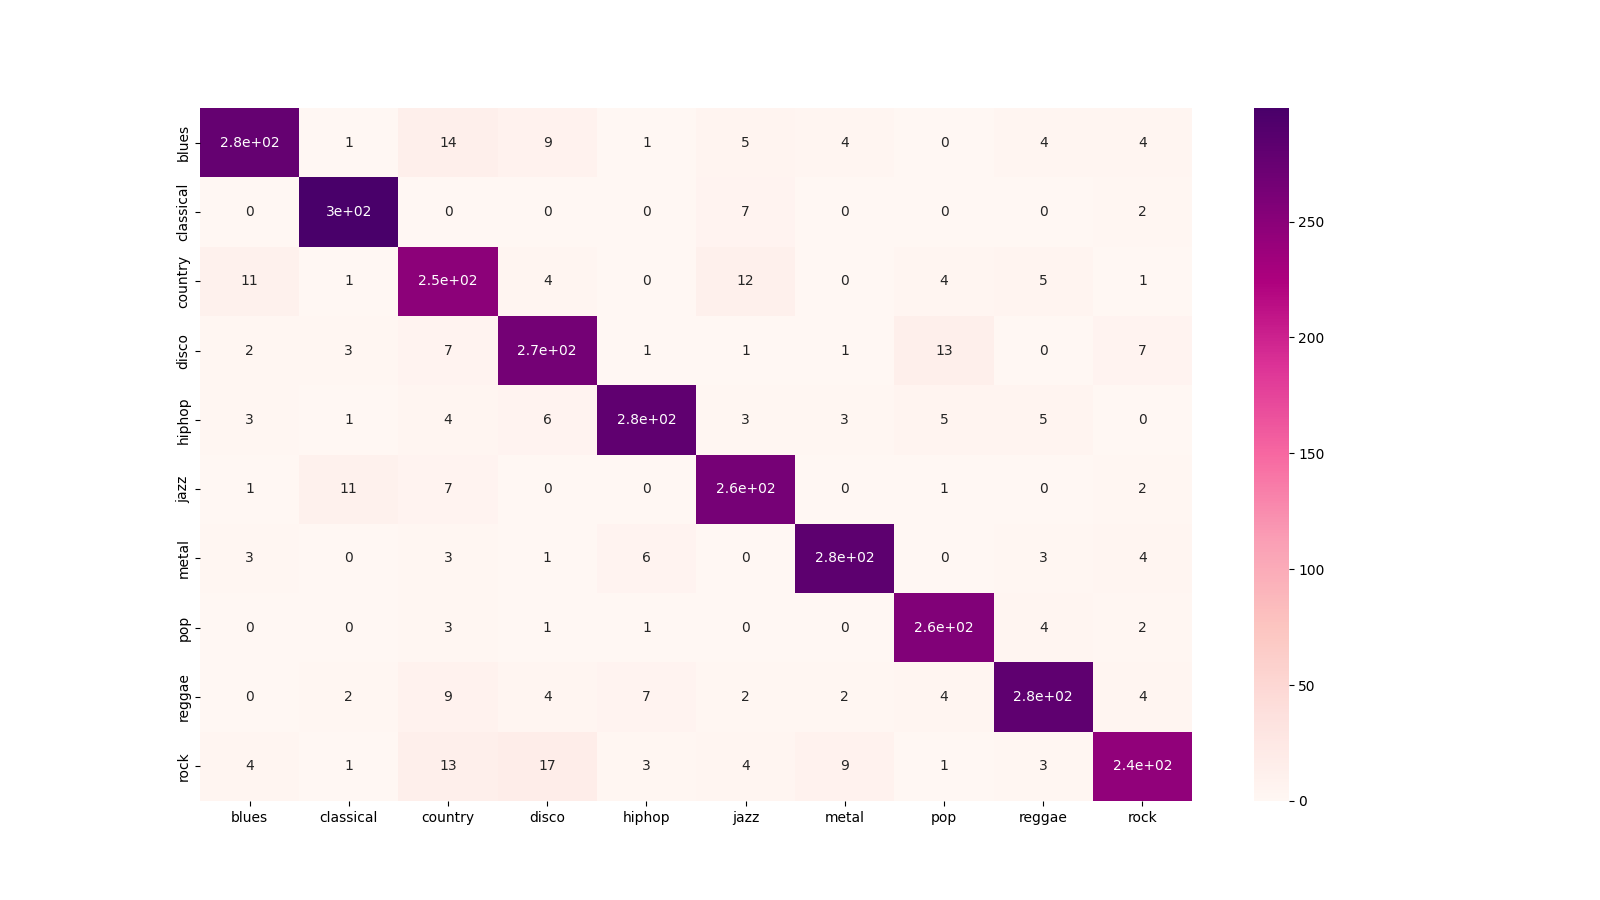 blues 2.8e+02 1 14 9 1 5 4 0 4 4
classical 0 3e+02 0 0 0 7 0 0 0 2
country 11 1 2.5e+02 4 0 12 0 4 5 1
disco 2 3 7 2.7e+02 1 1 1 13 0 7
hiphop 3 1 4 6 2.8e+02 3 3 5 5 0
jazz 1 11 7 0 0 2.6e+02 0 1 0 2
metal 3 0 3 1 6 0 2.8e+02 0 3 4
pop 0 0 3 1 1 0 0 2.6e+02 4 2
reggae 0 2 9 4 7 2 2 4 2.8e+02 4
rock 4 1 13 17 3 4 9 1 3 2.4e+02
blues classical country disco hiphop jazz metal pop reggae rock
250
200
150
100
50
0